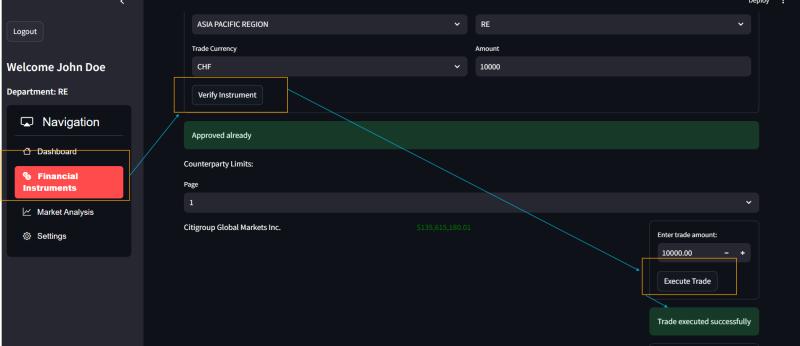 Deploy
Logout
Welcome John Doe
Department: RE
Navigation
Dashboard
Financial
Instruments
Market Analysis
Settings
ASIA PACIFIC REGION
RE
Trade Currency
Amount
CHF
10000
Verify Instrument
Approved already
Counterparty Limits:
Page
1
Citigroup Global Markets Inc.
$135,615,180.01
Enter trade amount:
10000.00
Execute Trade
Trade executed successfully